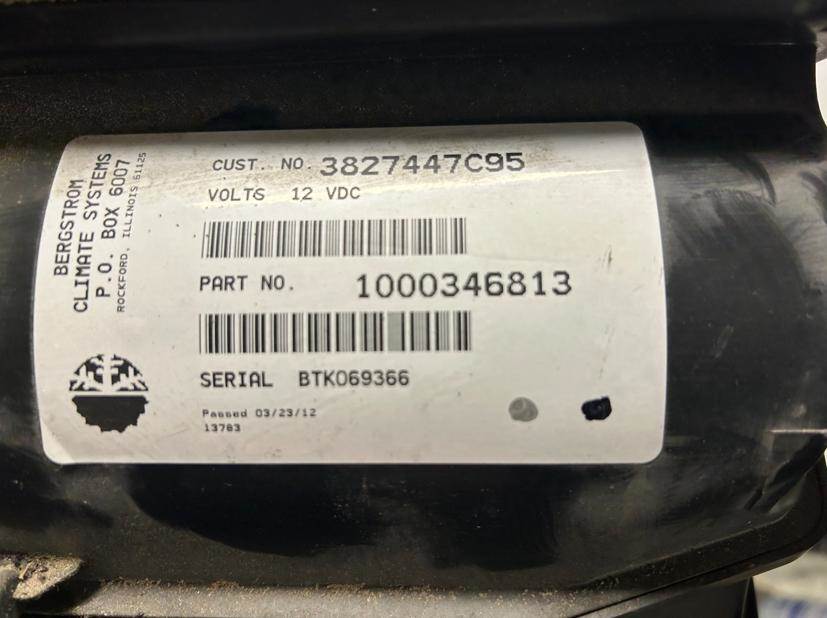 BERGSTROM
CLIMATE SYSTEMS
P.O. BOX 6007
ROCKFORD, ILLINOIS 61125
CUST. NO. 3827447C95
VOLTS 12 VDC
PART NO. 1000346813
SERIAL BTK069366
Passed 03/23/12
13783